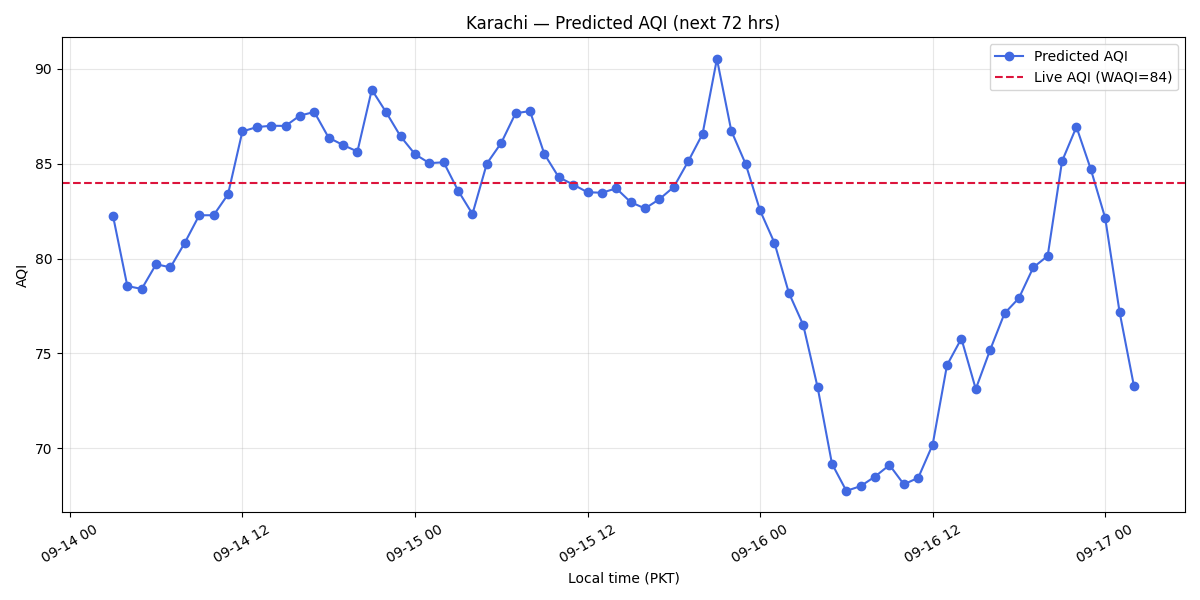 Karachi — Predicted AQI (next 72 hrs)
Predicted AQI
Live AQI (WAQI=84)
AQI
90
85
80
75
70
09-14 00
09-14 12
09-15 00
09-15 12
09-16 00
09-16 12
09-17 00
Local time (PKT)